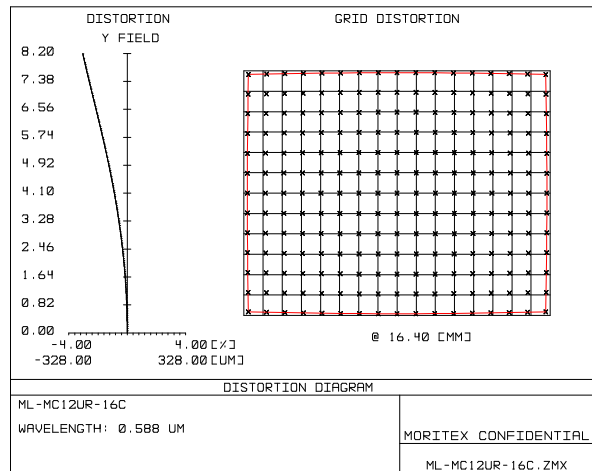 DISTORTION
Y FIELD
8.20
7.38
6.56
5.74
4.92
4.10
3.28
2.46
1.64
0.82
0.00
-4.00 4.00 [%]
-328.00 328.00 [UM]
GRID DISTORTION
@ 16.40 [MM]
DISTORTION DIAGRAM
ML-MC12UR-16C
WAVELENGTH: 0.588 UM
MORITEX CONFIDENTIAL
ML-MC12UR-16C.ZMX